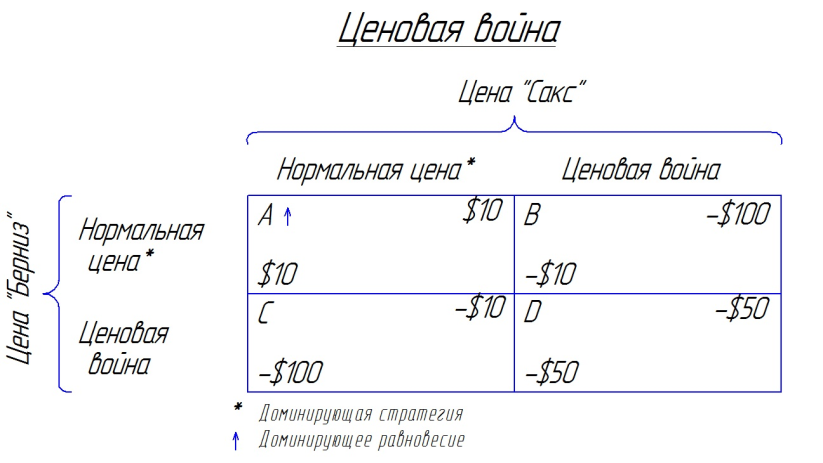 Ценовая война
Цена "Сакс"
Нормальная цена * Ценовая война
Цена "Берниз"
Нормальная
цена *
Ценовая
война
A ↑ $10
$10
B –$100
–$10
C –$10
–$100
D –$50
–$50
* Доминирующая стратегия
↑ Доминирующее равновесие